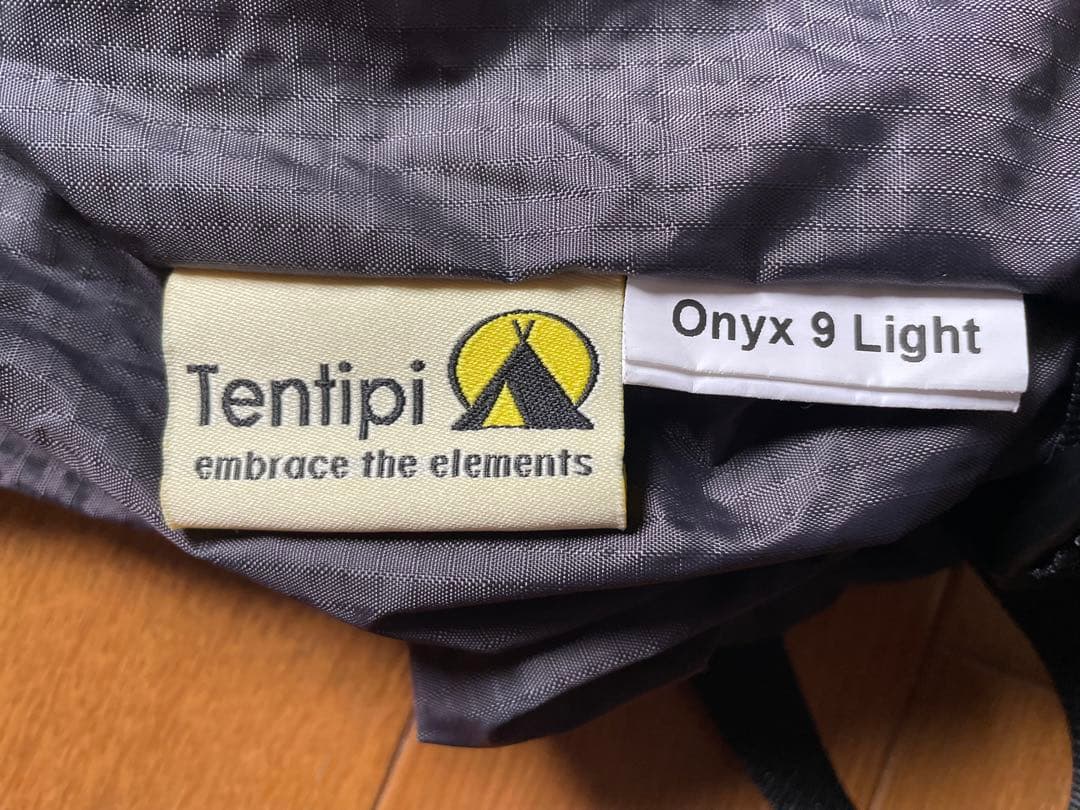 Tentipi
embrace the elements
Onyx 9 Light